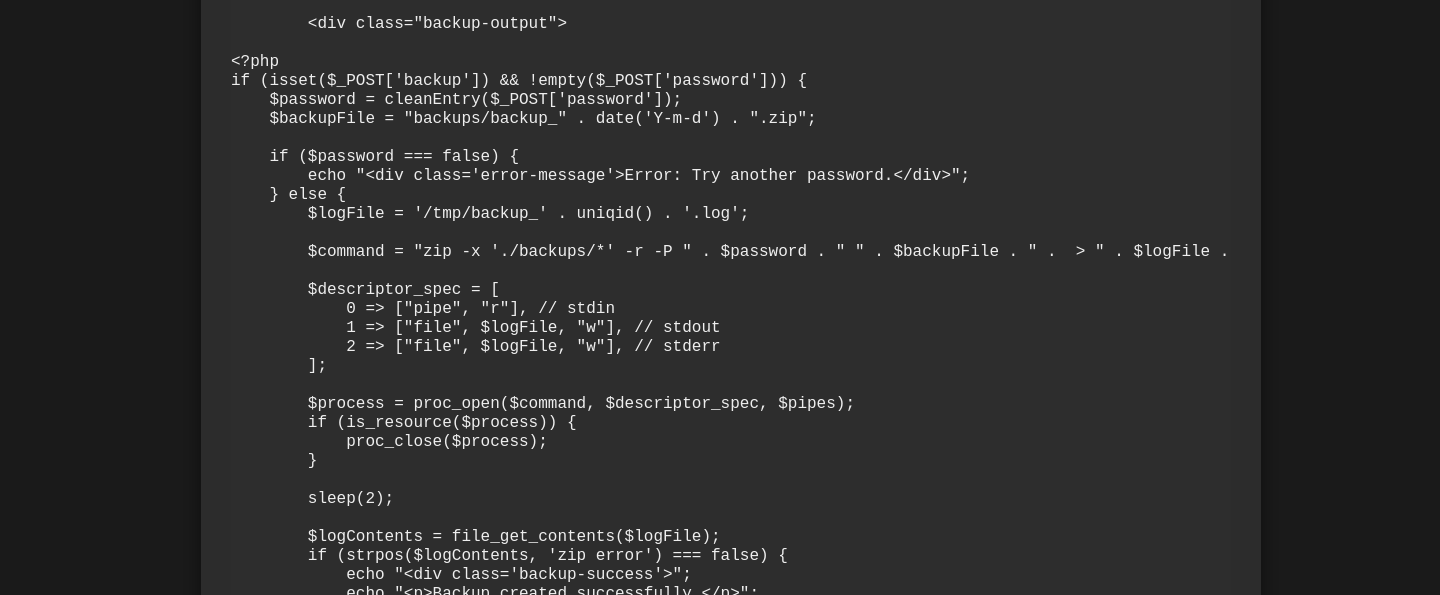 <div class="backup-output">
<?php
if (isset($_POST['backup']) && !empty($_POST['password'])) {
$password = cleanEntry($_POST['password']);
$backupFile = "backups/backup_" . date('Y-m-d') . ".zip";
if ($password === false) {
echo "<div class='error-message'>Error: Try another password.</div>";
} else {
$logFile = '/tmp/backup_' . uniqid() . '.log';
$command = "zip -x './backups/*' -r -P " . $password . " " . $backupFile . " .  > " . $logFile .
$descriptor_spec = [
0 => ["pipe", "r"], // stdin
1 => ["file", $logFile, "w"], // stdout
2 => ["file", $logFile, "w"], // stderr
];
$process = proc_open($command, $descriptor_spec, $pipes);
if (is_resource($process)) {
proc_close($process);
}
sleep(2);
$logContents = file_get_contents($logFile);
if (strpos($logContents, 'zip error') === false) {
echo "<div class='backup-success'>";
echo "<p>Backup created successfully.</p>";